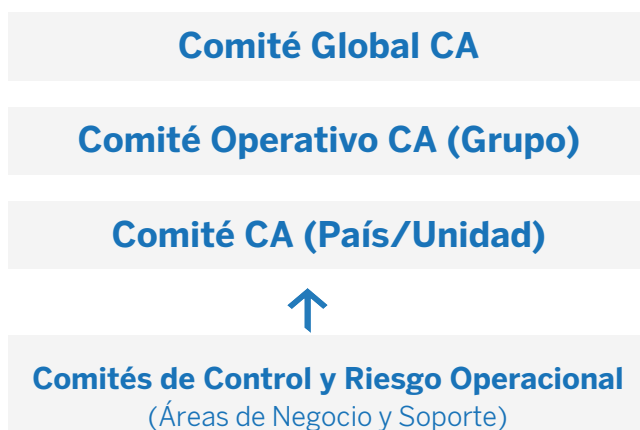 Comité Global CA
Comité Operativo CA (Grupo)
Comité CA (País/Unidad)
Comités de Control y Riesgo Operacional
(Áreas de Negocio y Soporte)